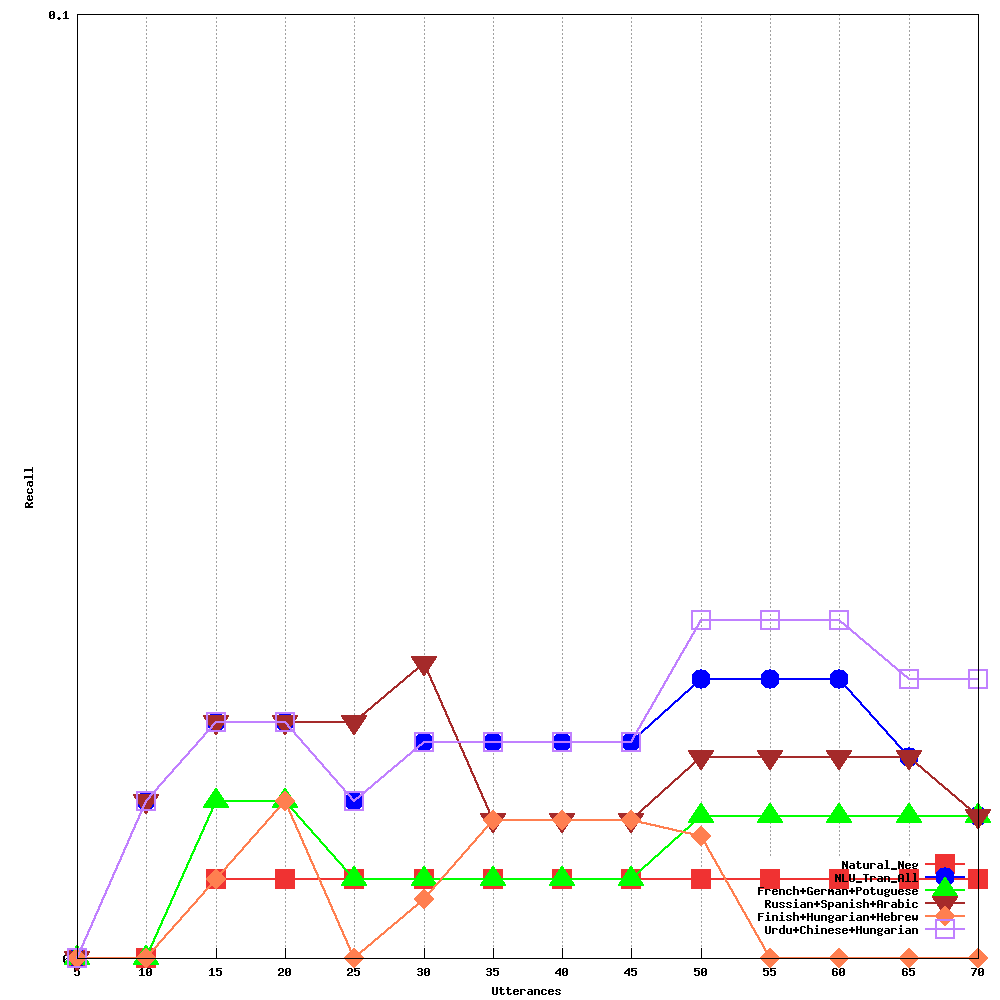 0.1
Recall
Natural_Neg
NLU_Tran_All
French+German+Potuguese
Russian+Spanish+Arabic
Finish+Hungarian+Hebrew
Urdu+Chinese+Hungarian
0
5 10 15 20 25 30 35 40 45 50 55 60 65 70
Utterances